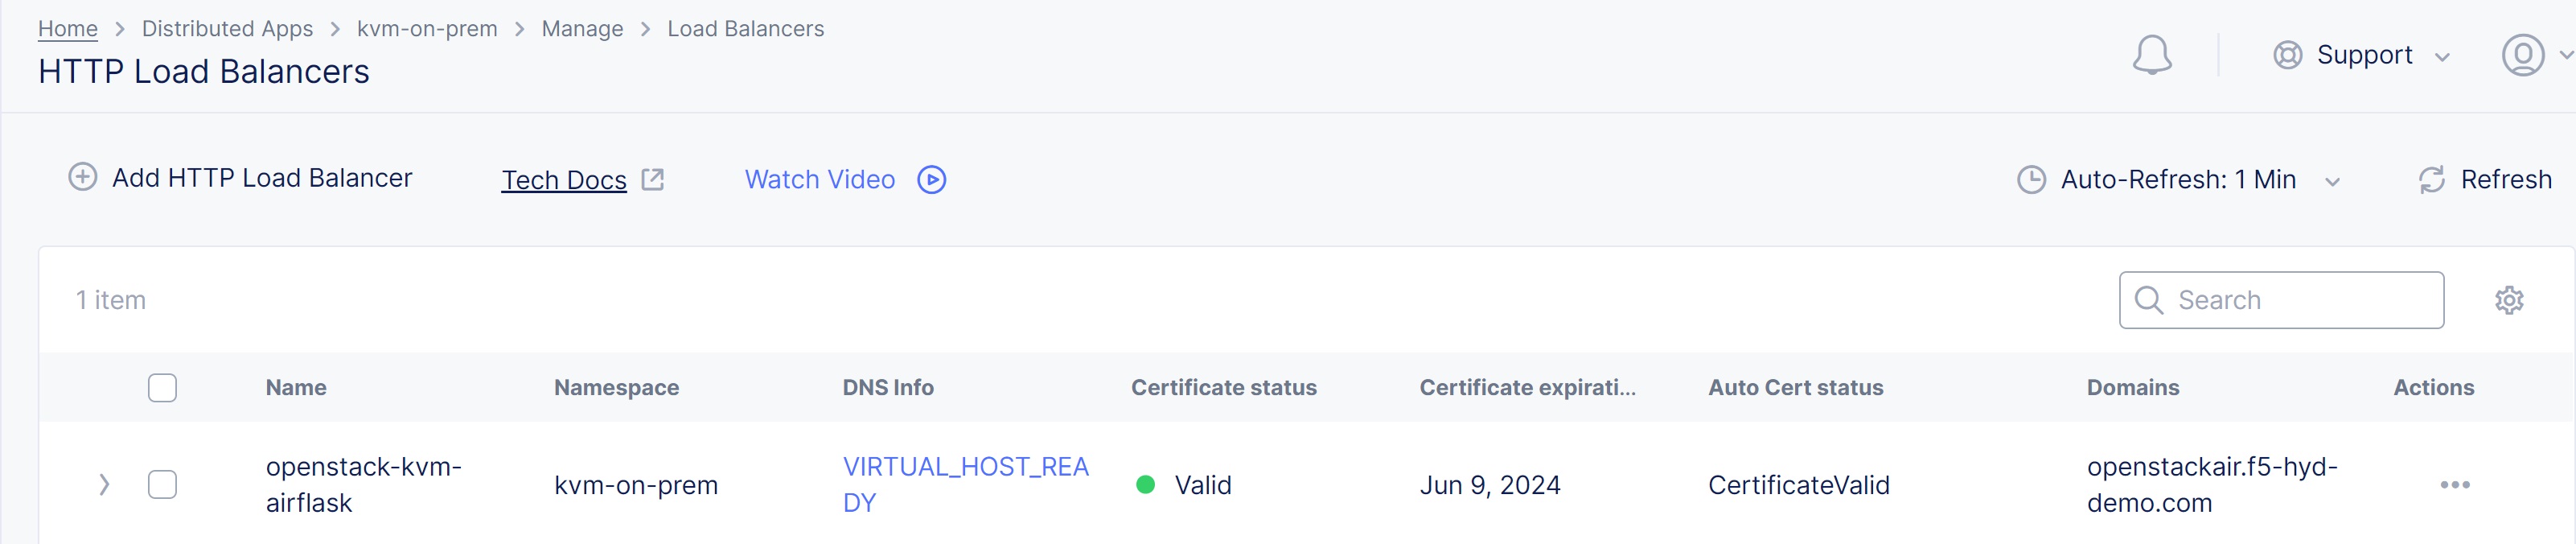 Home > Distributed Apps > kvm-on-prem > Manage > Load Balancers
HTTP Load Balancers
Support
Add HTTP Load Balancer Tech Docs Watch Video Auto-Refresh: 1 Min Refresh
1 item Search
Name Namespace DNS Info Certificate status Certificate expirati... Auto Cert status Domains Actions
openstack-kvm- VIRTUAL_HOST_REA openstackair.f5-hyd-
kvm-on-prem Valid Jun 9, 2024 CertificateValid
airflask DY demo.com